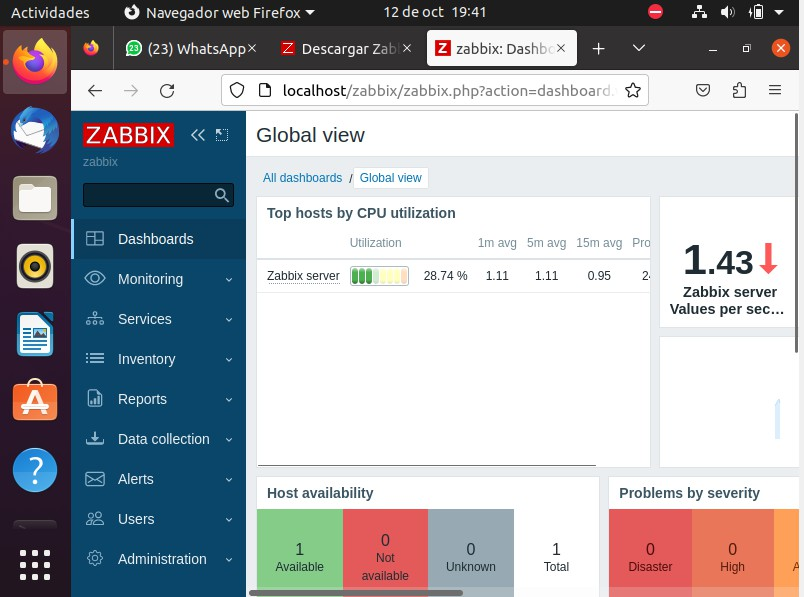 Actividades
Navegador web Firefox
12 de oct 19:41
23
(23) WhatsApp
Z
Descargar Zab
Z
zabbix: Dashbo
localhost/zabbix/zabbix.php?action=dashboard.
ZABBIX
zabbix
Global view
All dashboards / Global view
Dashboards
Monitoring
Services
Inventory
Reports
Data collection
Alerts
Users
Administration
Top hosts by CPU utilization
Utilization 1m avg 5m avg 15m avg Pro
Zabbix server 28.74 % 1.11 1.11 0.95 24
1.43
Zabbix server
Values per sec...
Host availability
1
Available
0
Not
available
0
Unknown
1
Total
Problems by severity
0
Disaster
0
High
A
?